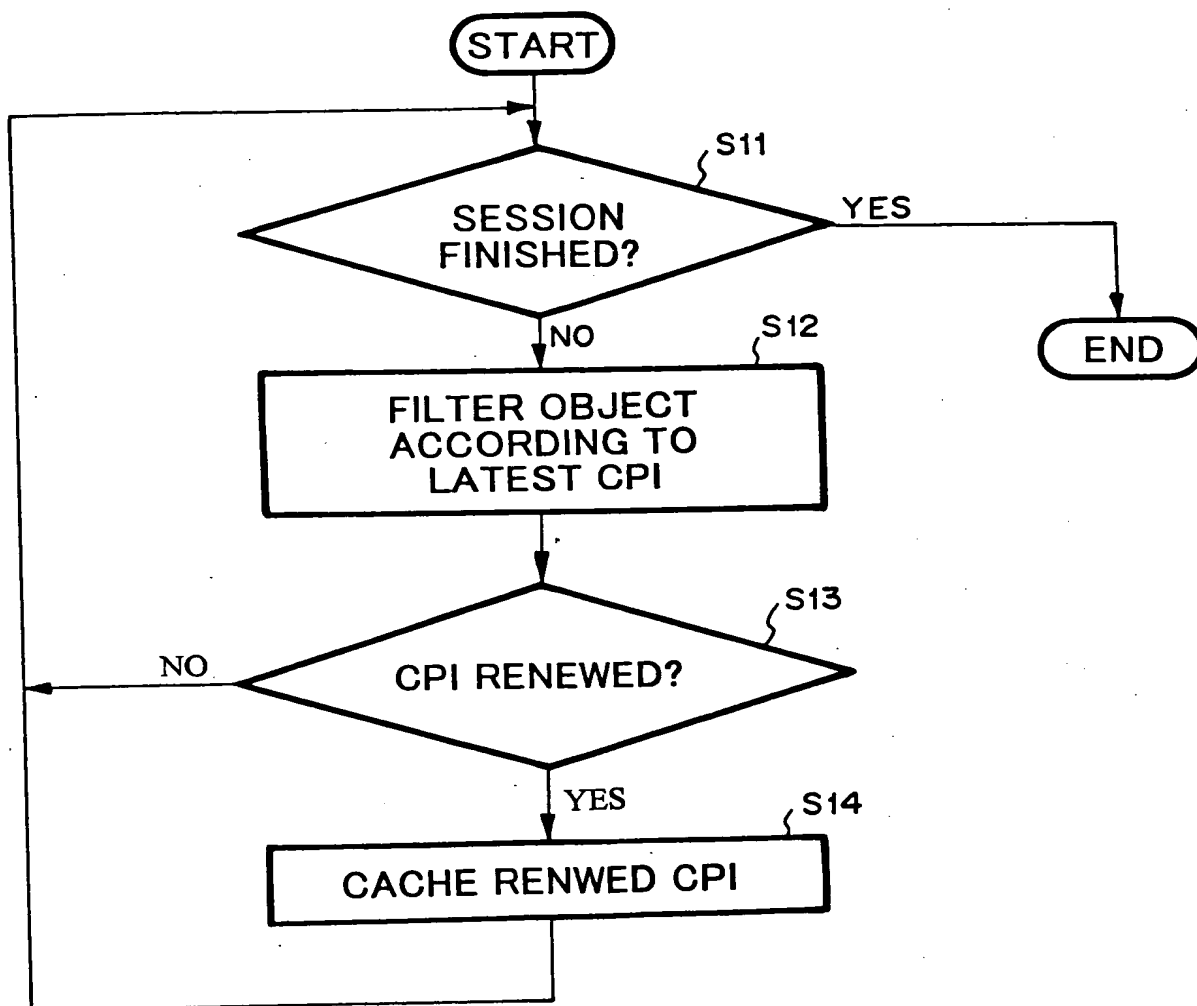 START
S11
SESSION
FINISHED?
YES
NO
END
S12
FILTER OBJECT
ACCORDING TO
LATEST CPI
S13
CPI RENEWED?
NO
YES
S14
CACHE RENWED CPI